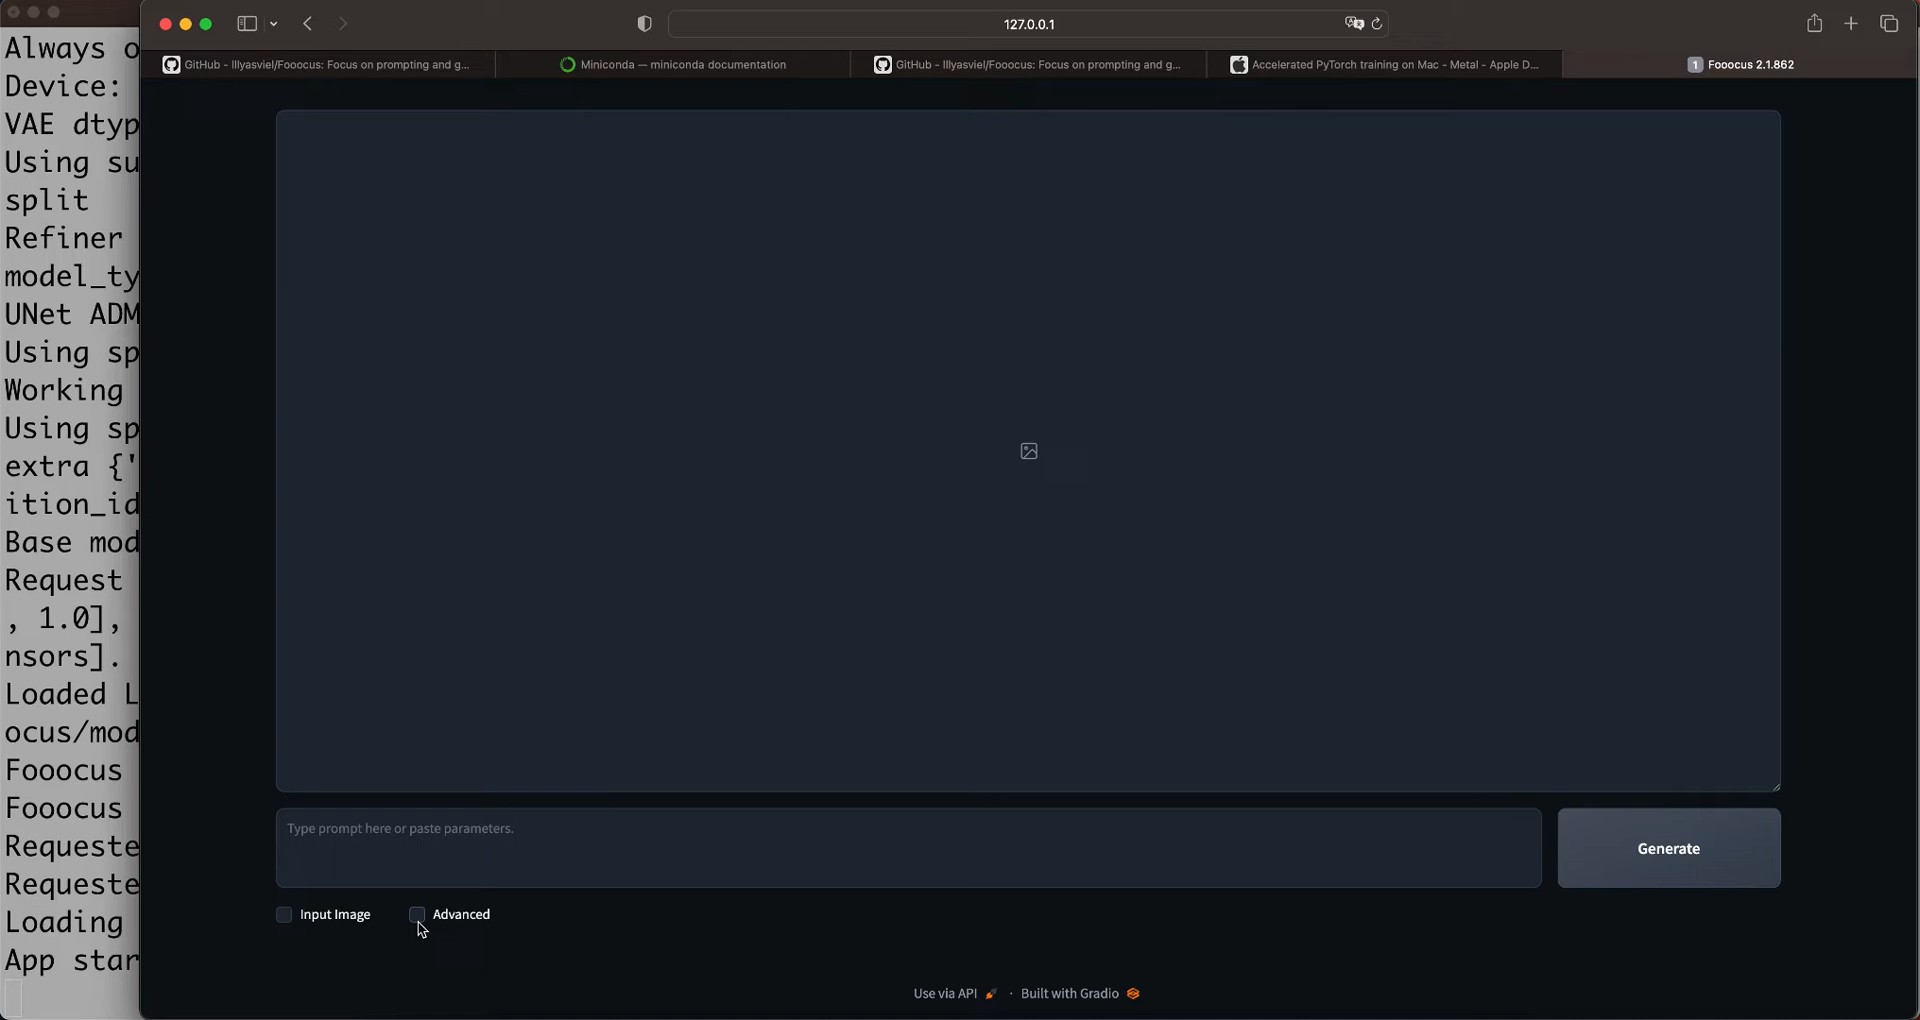 127.0.0.1
GitHub - lllyasviel/Fooocus: Focus on prompting and g...
Miniconda — miniconda documentation
GitHub - lllyasviel/Fooocus: Focus on prompting and g...
Accelerated PyTorch training on Mac - Metal - Apple D...
1 Fooocus 2.1.862
Always o
Device:
VAE dtyp
Using su
split
Refiner
model_ty
UNet ADM
Using sp
Working
Using sp
extra {'
ition_id
Base mod
Request
, 1.0],
nsors].
Loaded L
ocus/mod
Fooocus
Fooocus
Requeste
Requeste
Loading
App star
Type prompt here or paste parameters.
Generate
Input Image
Advanced
Use via API · Built with Gradio